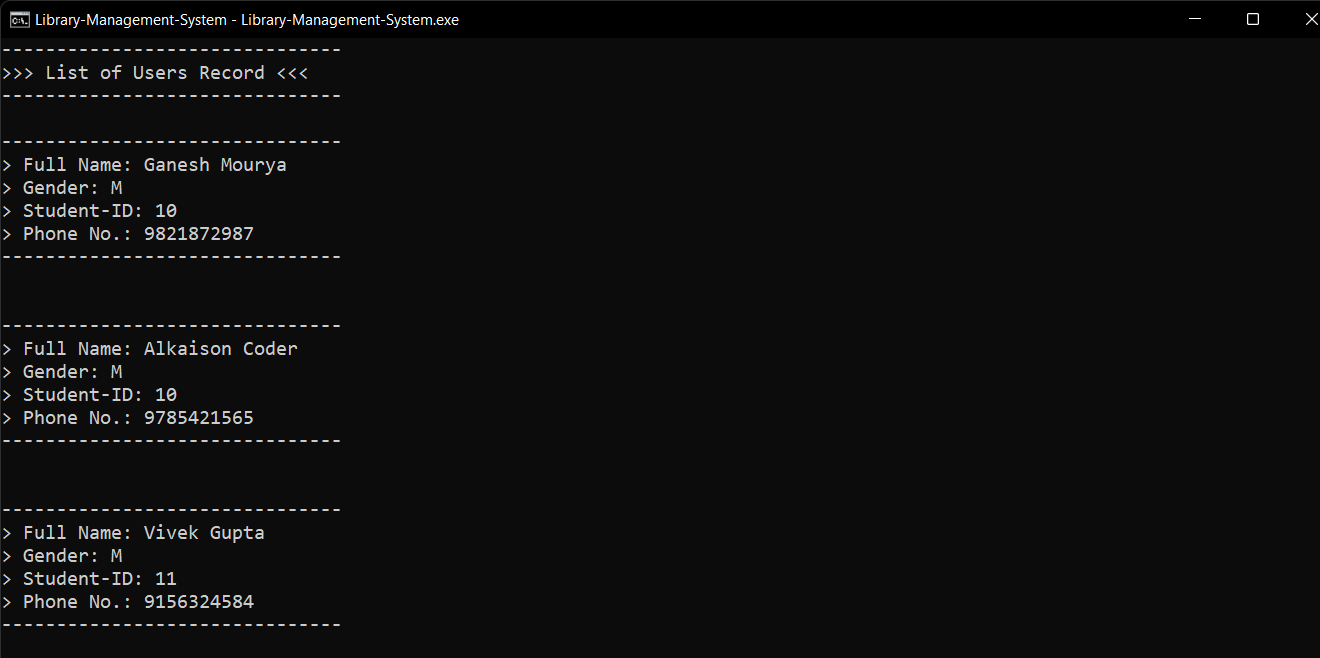 Library-Management-System - Library-Management-System.exe
-------------------------------
>>> List of Users Record <<<
-------------------------------
-------------------------------
> Full Name: Ganesh Mourya
> Gender: M
> Student-ID: 10
> Phone No.: 9821872987
-------------------------------
-------------------------------
> Full Name: Alkaison Coder
> Gender: M
> Student-ID: 10
> Phone No.: 9785421565
-------------------------------
-------------------------------
> Full Name: Vivek Gupta
> Gender: M
> Student-ID: 11
> Phone No.: 9156324584
-------------------------------